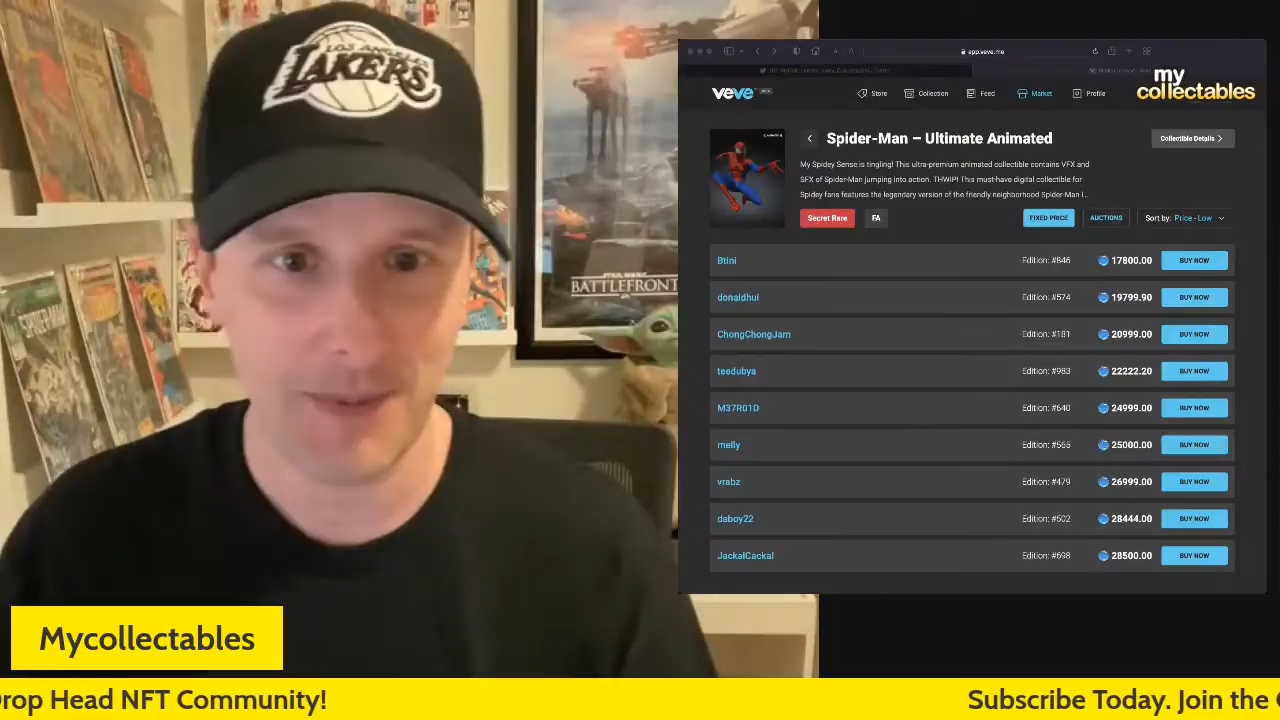 LOS ANGELES
LAKERS
STAR WARS
BATTLEFRONT
app.veve.me
my
collectables
veve
Store
Collection
Feed
Market
Profile
Spider-Man – Ultimate Animated
Collectible Details
My Spidey Sense is tingling! This ultra-premium animated collectible contains VFX and
SFX of Spider-Man jumping into action. THWIP! This must-have digital collectible for
Spidey fans features the legendary version of the friendly neighborhood Spider-Man i...
Secret Rare
FA
FIXED PRICE
AUCTIONS
Sort by: Price - Low
Btini Edition: #846 17800.00 BUY NOW
donaldhui Edition: #574 19799.90 BUY NOW
ChongChongJam Edition: #181 20999.00 BUY NOW
teedubya Edition: #983 22222.20 BUY NOW
M37R01D Edition: #640 24999.00 BUY NOW
melly Edition: #565 25000.00 BUY NOW
vrabz Edition: #479 26999.00 BUY NOW
daboy22 Edition: #502 28444.00 BUY NOW
JackalCackal Edition: #698 28500.00 BUY NOW
Mycollectables
Drop Head NFT Community!
Subscribe Today. Join the